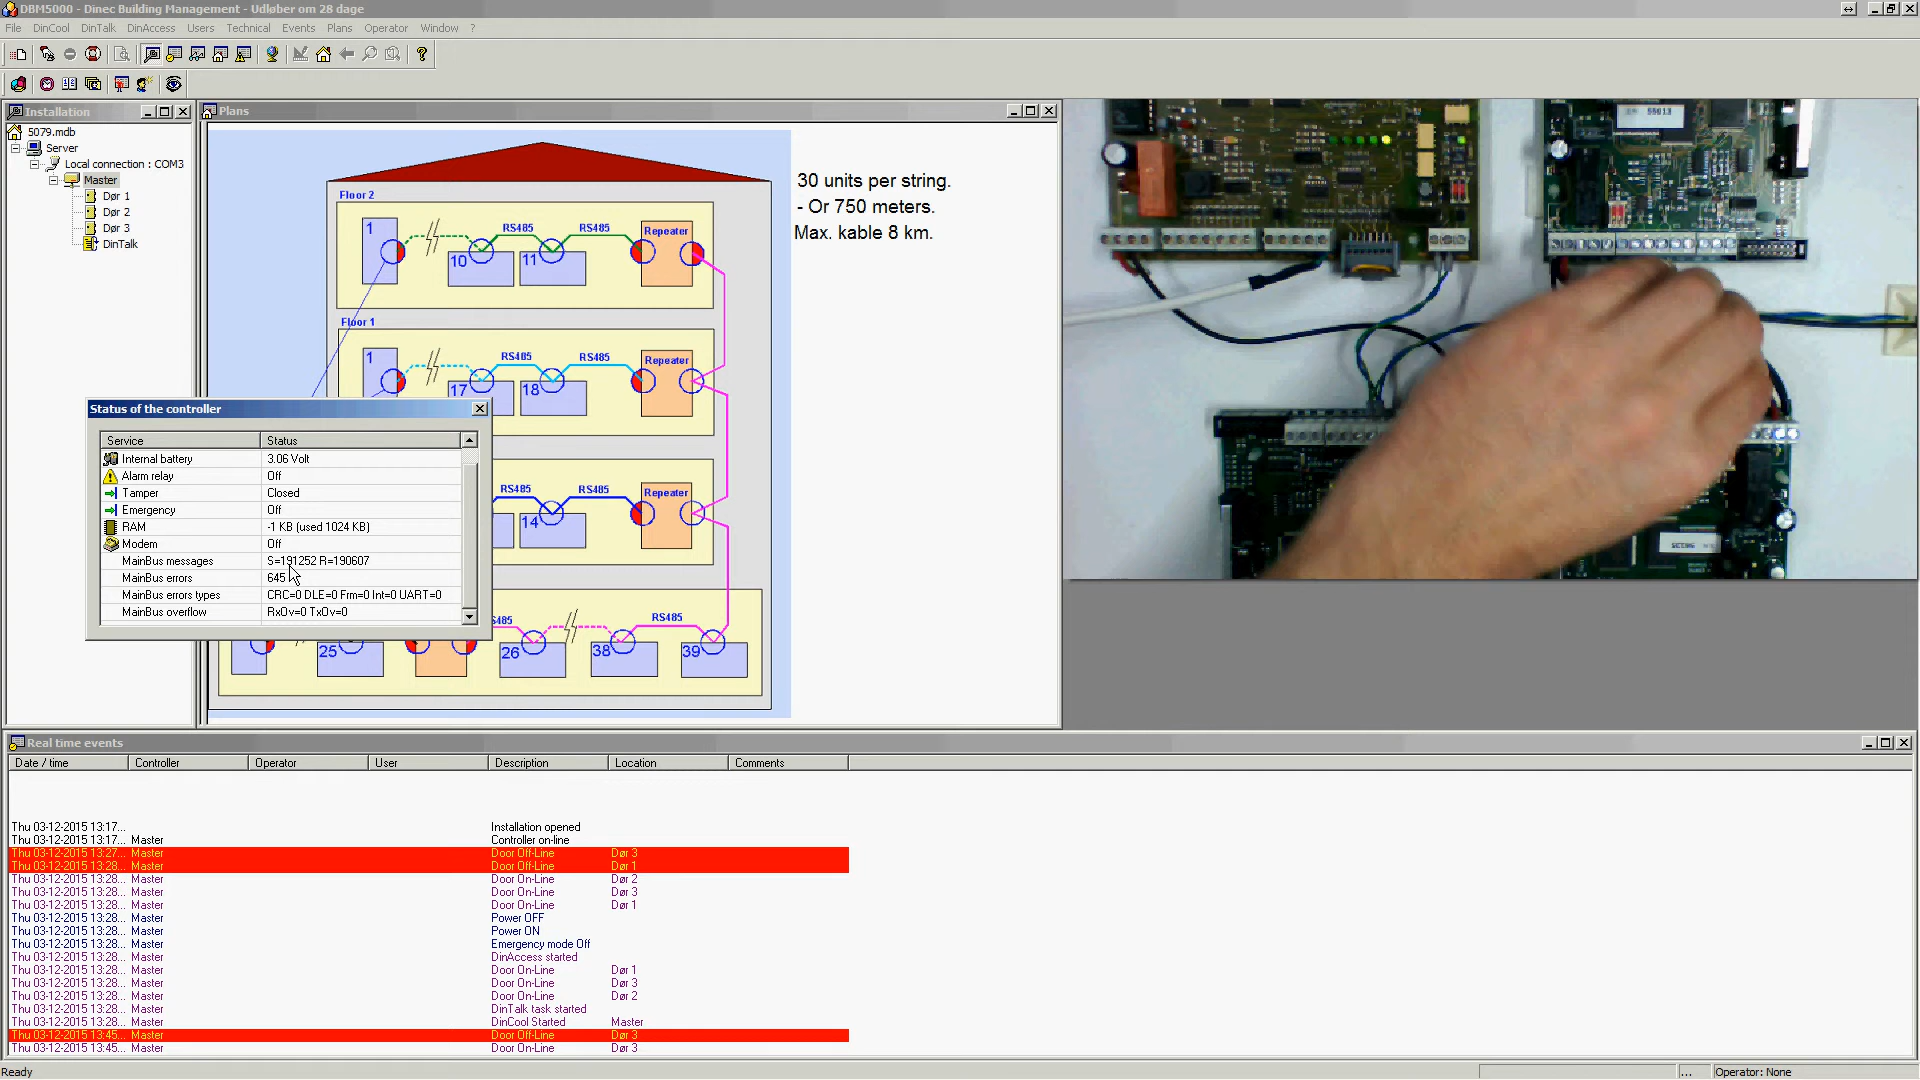 DBM5000 - Dinec Building Management - Udløber om 28 dage
File DinCool DinTalk DinAccess Users Technical Events Plans Operator Window ?
Installation
5079.mdb
Server
Local connection : COM3
Master
Dør 1
Dør 2
Dør 3
DinTalk
Plans
Floor 2
1
10
RS485
11
RS485
Repeater
30 units per string.
- Or 750 meters.
Max. kable 8 km.
Floor 1
1
17
RS485
18
RS485
Repeater
RS485
14
RS485
Repeater
25
S485
26
38
RS485
39
Status of the controller
Service Status
Internal battery 3.06 Volt
Alarm relay Off
Tamper Closed
Emergency Off
RAM -1 KB (used 1024 KB)
Modem Off
MainBus messages S=191252 R=190607
MainBus errors 645
MainBus errors types CRC=0 DLE=0 Frm=0 Int=0 UART=0
MainBus overflow RxOv=0 TxOv=0
Real time events
Date / time Controller Operator User Description Location Comments
Thu 03-12-2015 13:17... Installation opened
Thu 03-12-2015 13:17... Master Controller on-line
Thu 03-12-2015 13:27... Master Door Off-Line Dør 3
Thu 03-12-2015 13:28... Master Door Off-Line Dør 1
Thu 03-12-2015 13:28... Master Door On-Line Dør 2
Thu 03-12-2015 13:28... Master Door On-Line Dør 3
Thu 03-12-2015 13:28... Master Door On-Line Dør 1
Thu 03-12-2015 13:28... Master Power OFF
Thu 03-12-2015 13:28... Master Power ON
Thu 03-12-2015 13:28... Master Emergency mode Off
Thu 03-12-2015 13:28... Master DinAccess started
Thu 03-12-2015 13:28... Master Door On-Line Dør 1
Thu 03-12-2015 13:28... Master Door On-Line Dør 3
Thu 03-12-2015 13:28... Master Door On-Line Dør 2
Thu 03-12-2015 13:28... Master DinTalk task started
Thu 03-12-2015 13:28... Master DinCool Started Master
Thu 03-12-2015 13:45... Master Door Off-Line Dør 3
Thu 03-12-2015 13:45... Master Door On-Line Dør 3
Ready ... Operator: None